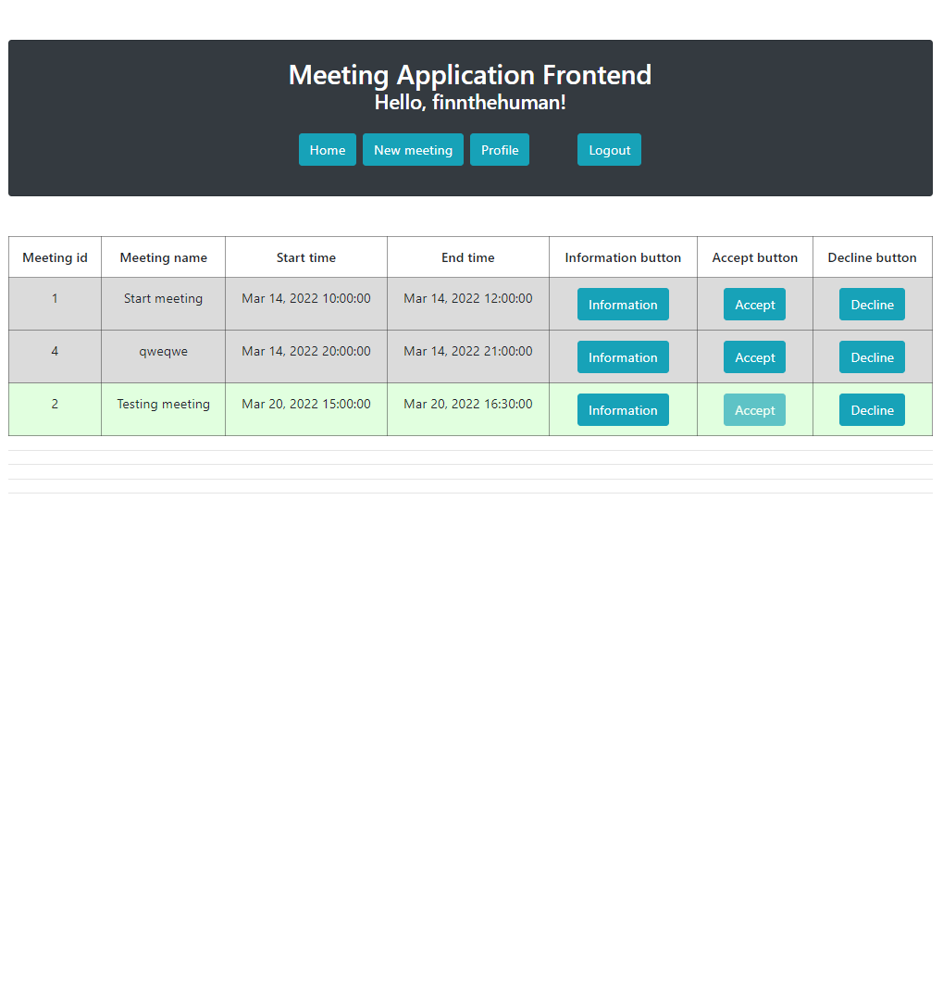 Meeting Application Frontend
Hello, finnthehuman!
Home New meeting Profile Logout
Meeting id Meeting name Start time End time Information button Accept button Decline button
1 Start meeting Mar 14, 2022 10:00:00 Mar 14, 2022 12:00:00 Information Accept Decline
4 qweqwe Mar 14, 2022 20:00:00 Mar 14, 2022 21:00:00 Information Accept Decline
2 Testing meeting Mar 20, 2022 15:00:00 Mar 20, 2022 16:30:00 Information Accept Decline